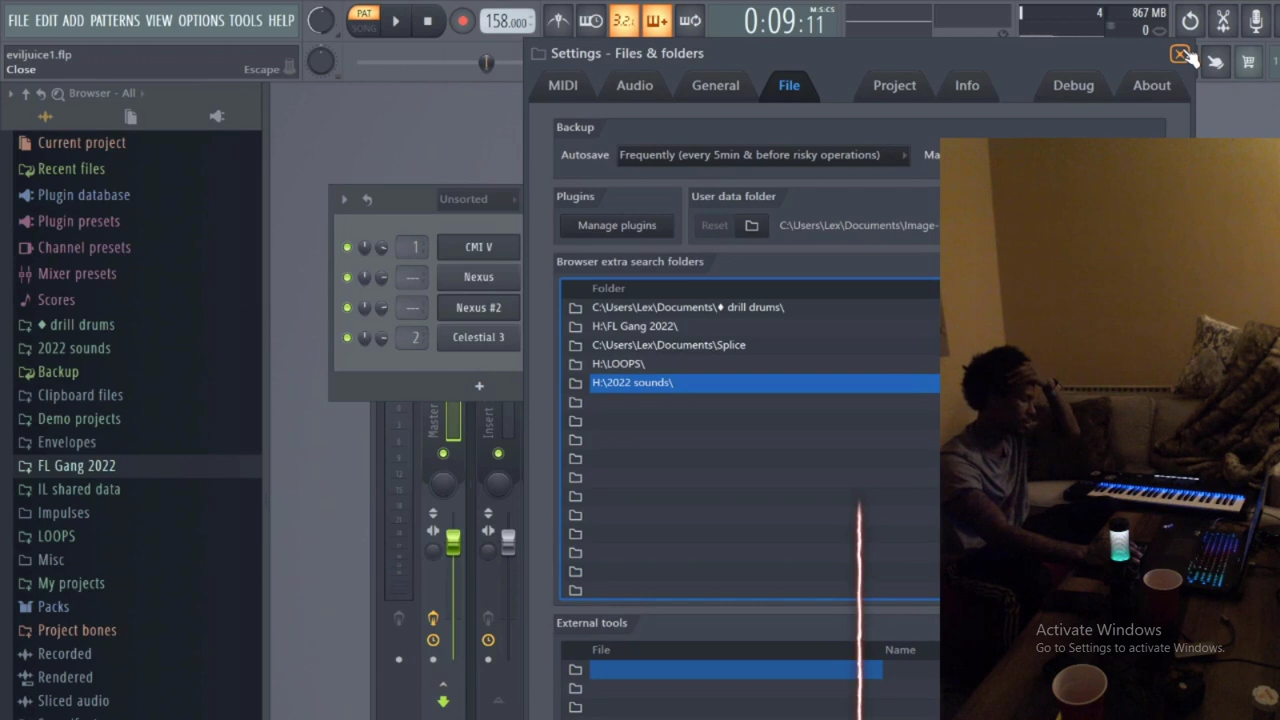 FILE EDIT ADD PATTERNS VIEW OPTIONS TOOLS HELP
PAT
SONG
158.000
3.2.
0:09:11
M:S:CS
4
867 MB
0
eviljuice1.flp
Close
Escape
Browser - All
Current project
Recent files
Plugin database
Plugin presets
Channel presets
Mixer presets
Scores
♦ drill drums
2022 sounds
Backup
Clipboard files
Demo projects
Envelopes
FL Gang 2022
IL shared data
Impulses
LOOPS
Misc
My projects
Packs
Project bones
Recorded
Rendered
Sliced audio
Unsorted
1
CMI V
---
Nexus
---
Nexus #2
2
Celestial 3
+
Master
Insert
Settings - Files & folders
MIDI
Audio
General
File
Project
Info
Debug
About
Backup
Autosave
Frequently (every 5min & before risky operations)
Ma
Plugins
Manage plugins
User data folder
Reset
C:\Users\Lex\Documents\Image-
Browser extra search folders
Folder
C:\Users\Lex\Documents\♦ drill drums\
H:\FL Gang 2022\
C:\Users\Lex\Documents\Splice
H:\LOOPS\
H:\2022 sounds\
External tools
File
Name
Activate Windows
Go to Settings to activate Windows.